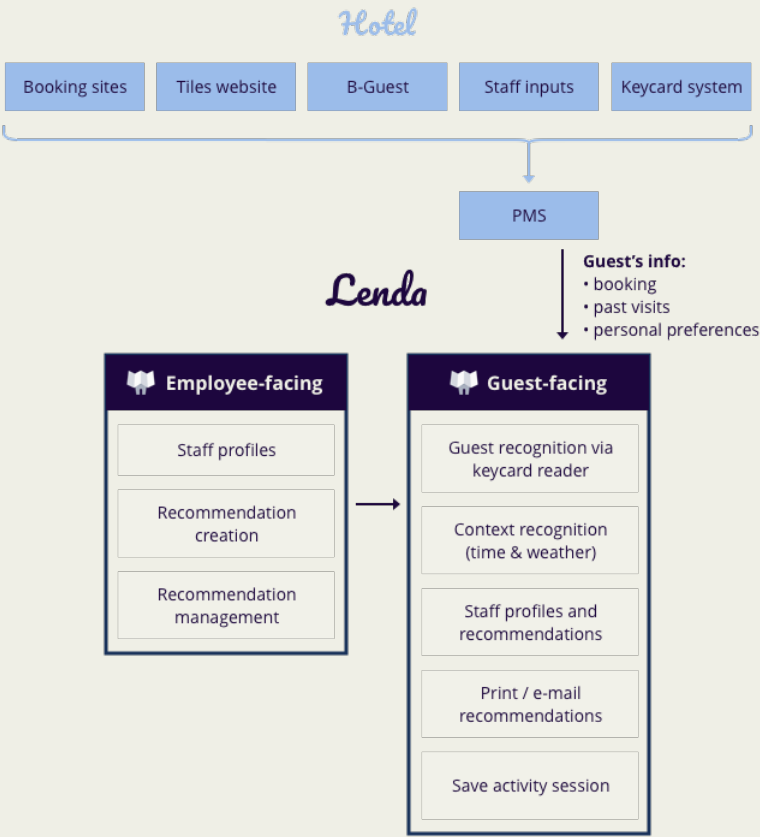 Hotel
Booking sites
Tiles website
B-Guest
Staff inputs
Keycard system
PMS
Guest's info:
• booking
• past visits
• personal preferences
Lenda
Employee-facing
Staff profiles
Recommendation
creation
Recommendation
management
Guest-facing
Guest recognition via
keycard reader
Context recognition
(time & weather)
Staff profiles and
recommendations
Print / e-mail
recommendations
Save activity session